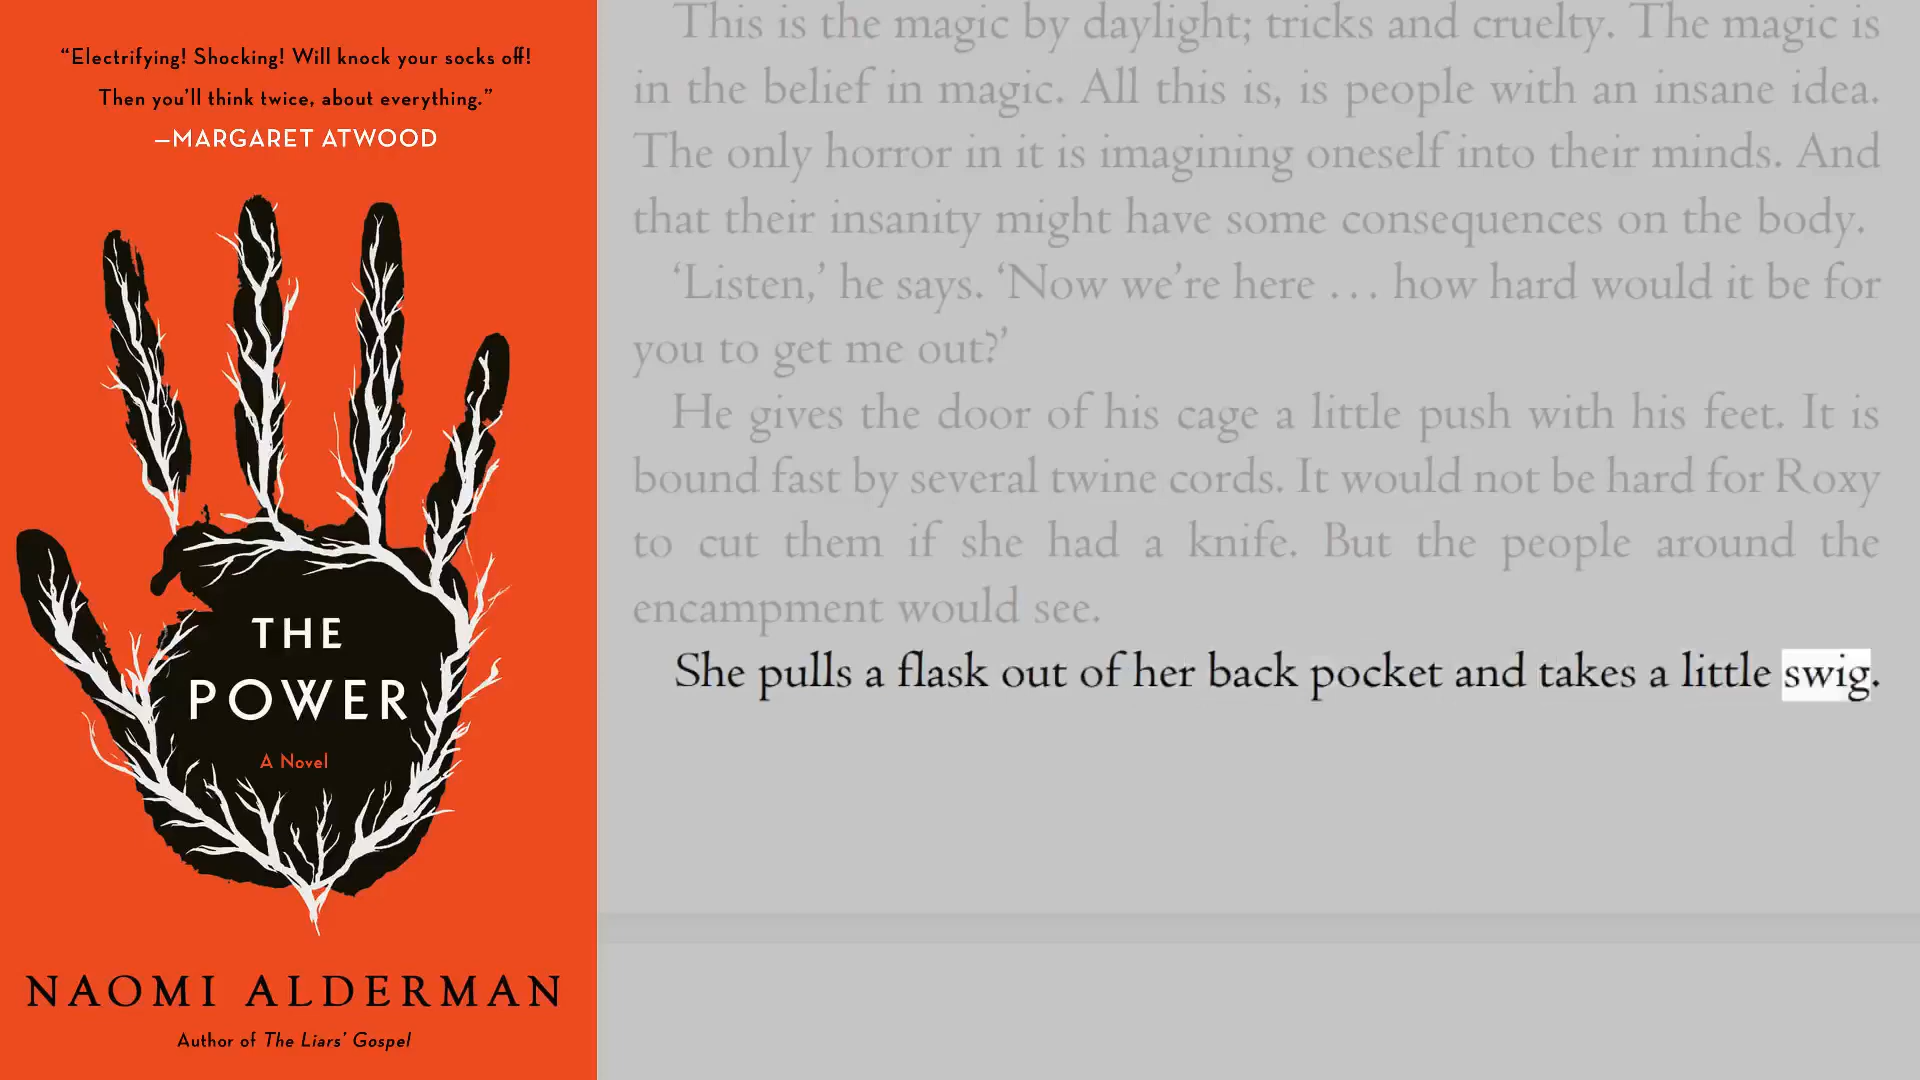 “Electrifying! Shocking! Will knock your socks off!
Then you’ll think twice, about everything.”
—MARGARET ATWOOD
THE
POWER
A Novel
NAOMI ALDERMAN
Author of The Liars’ Gospel
This is the magic by daylight; tricks and cruelty. The magic is
in the belief in magic. All this is, is people with an insane idea.
The only horror in it is imagining oneself into their minds. And
that their insanity might have some consequences on the body.
‘Listen,’ he says. ‘Now we’re here … how hard would it be for
you to get me out?’
He gives the door of his cage a little push with his feet. It is
bound fast by several twine cords. It would not be hard for Roxy
to cut them if she had a knife. But the people around the
encampment would see.
She pulls a flask out of her back pocket and takes a little swig.